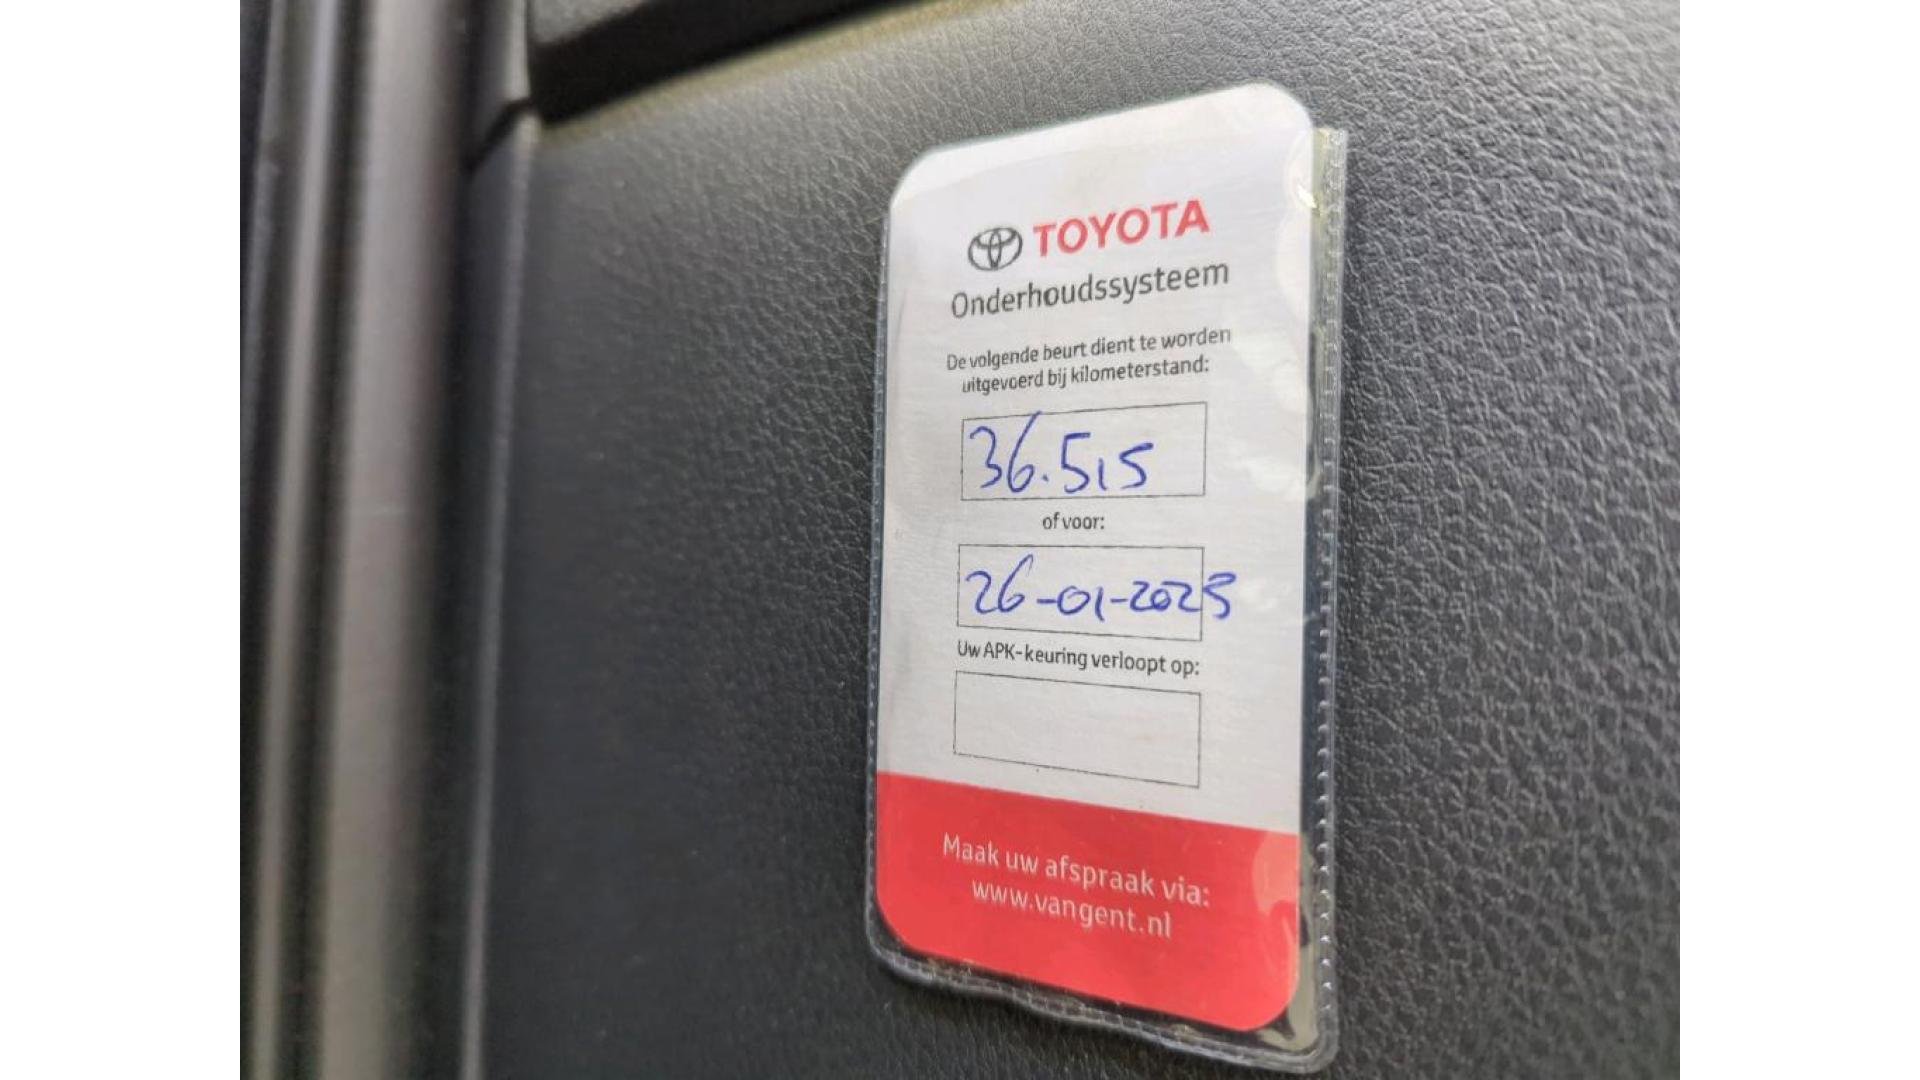 TOYOTA
Onderhoudssysteem
De volgende beurt dient te worden
uitgevoerd bij kilometerstand:
36.515
of voor:
26-01-2025
Uw APK-keuring verloopt op:
Maak uw afspraak via:
www.vangent.nl